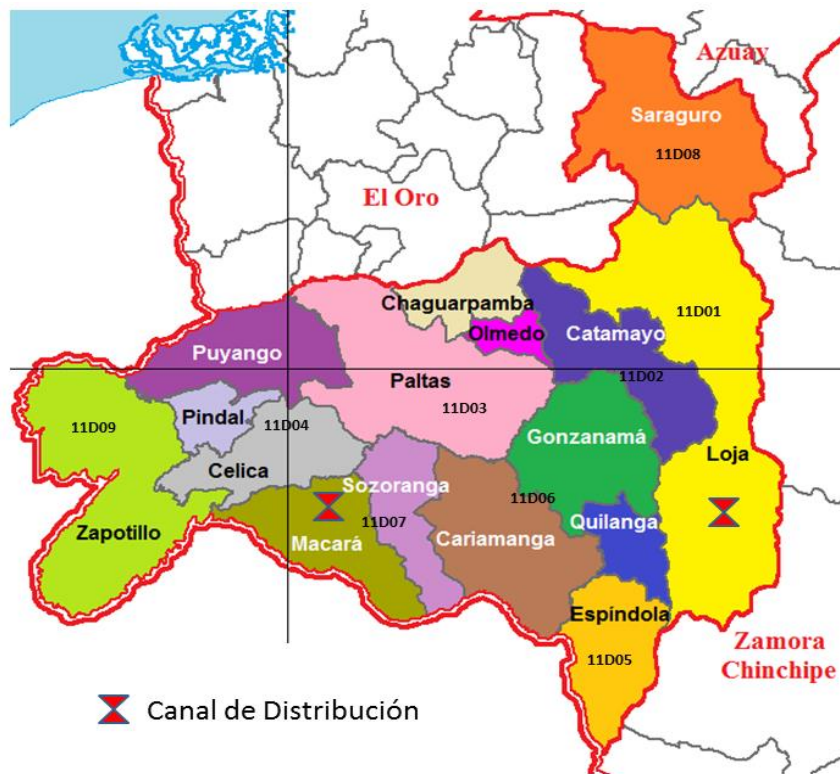 Azuay
Saraguro
11D08
El Oro
Chaguarpamba
11D01
Olmedo
Catamayo
Puyango
Paltas
11D02
11D03
Pindal
11D04
11D09
Gonzanamá
Loja
Celica
Sozoranga
11D06
11D07
Quilanga
Zapotillo
Macará
Cariamanga
Espíndola
11D05
Zamora
Chinchipe
Canal de Distribución